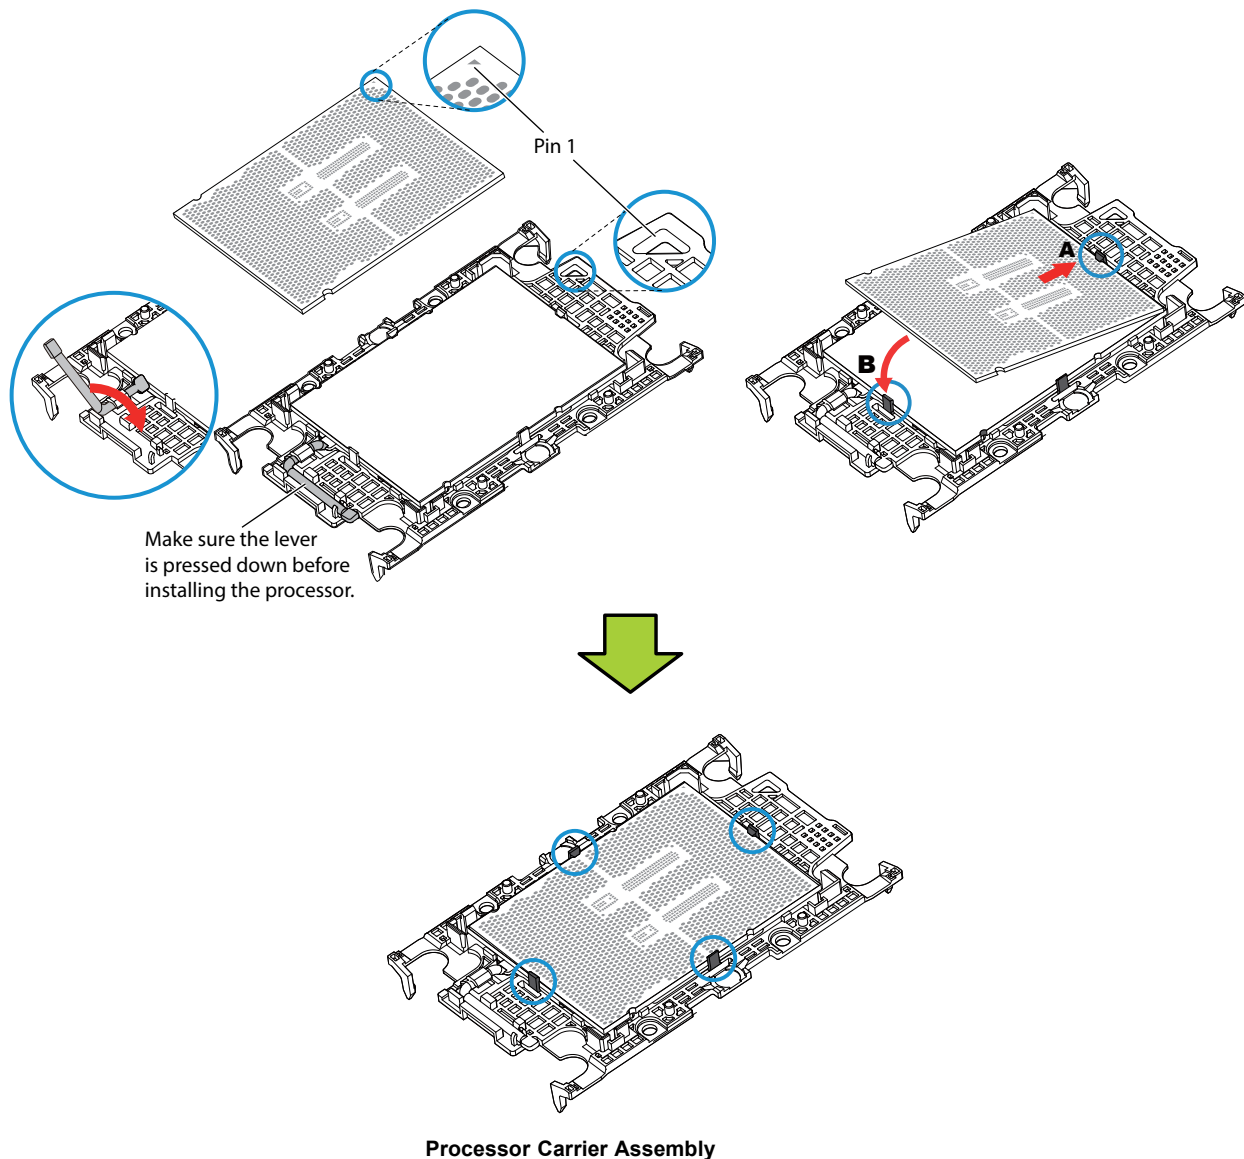 Pin 1
A
B
Make sure the lever
is pressed down before
installing the processor.
Processor Carrier Assembly